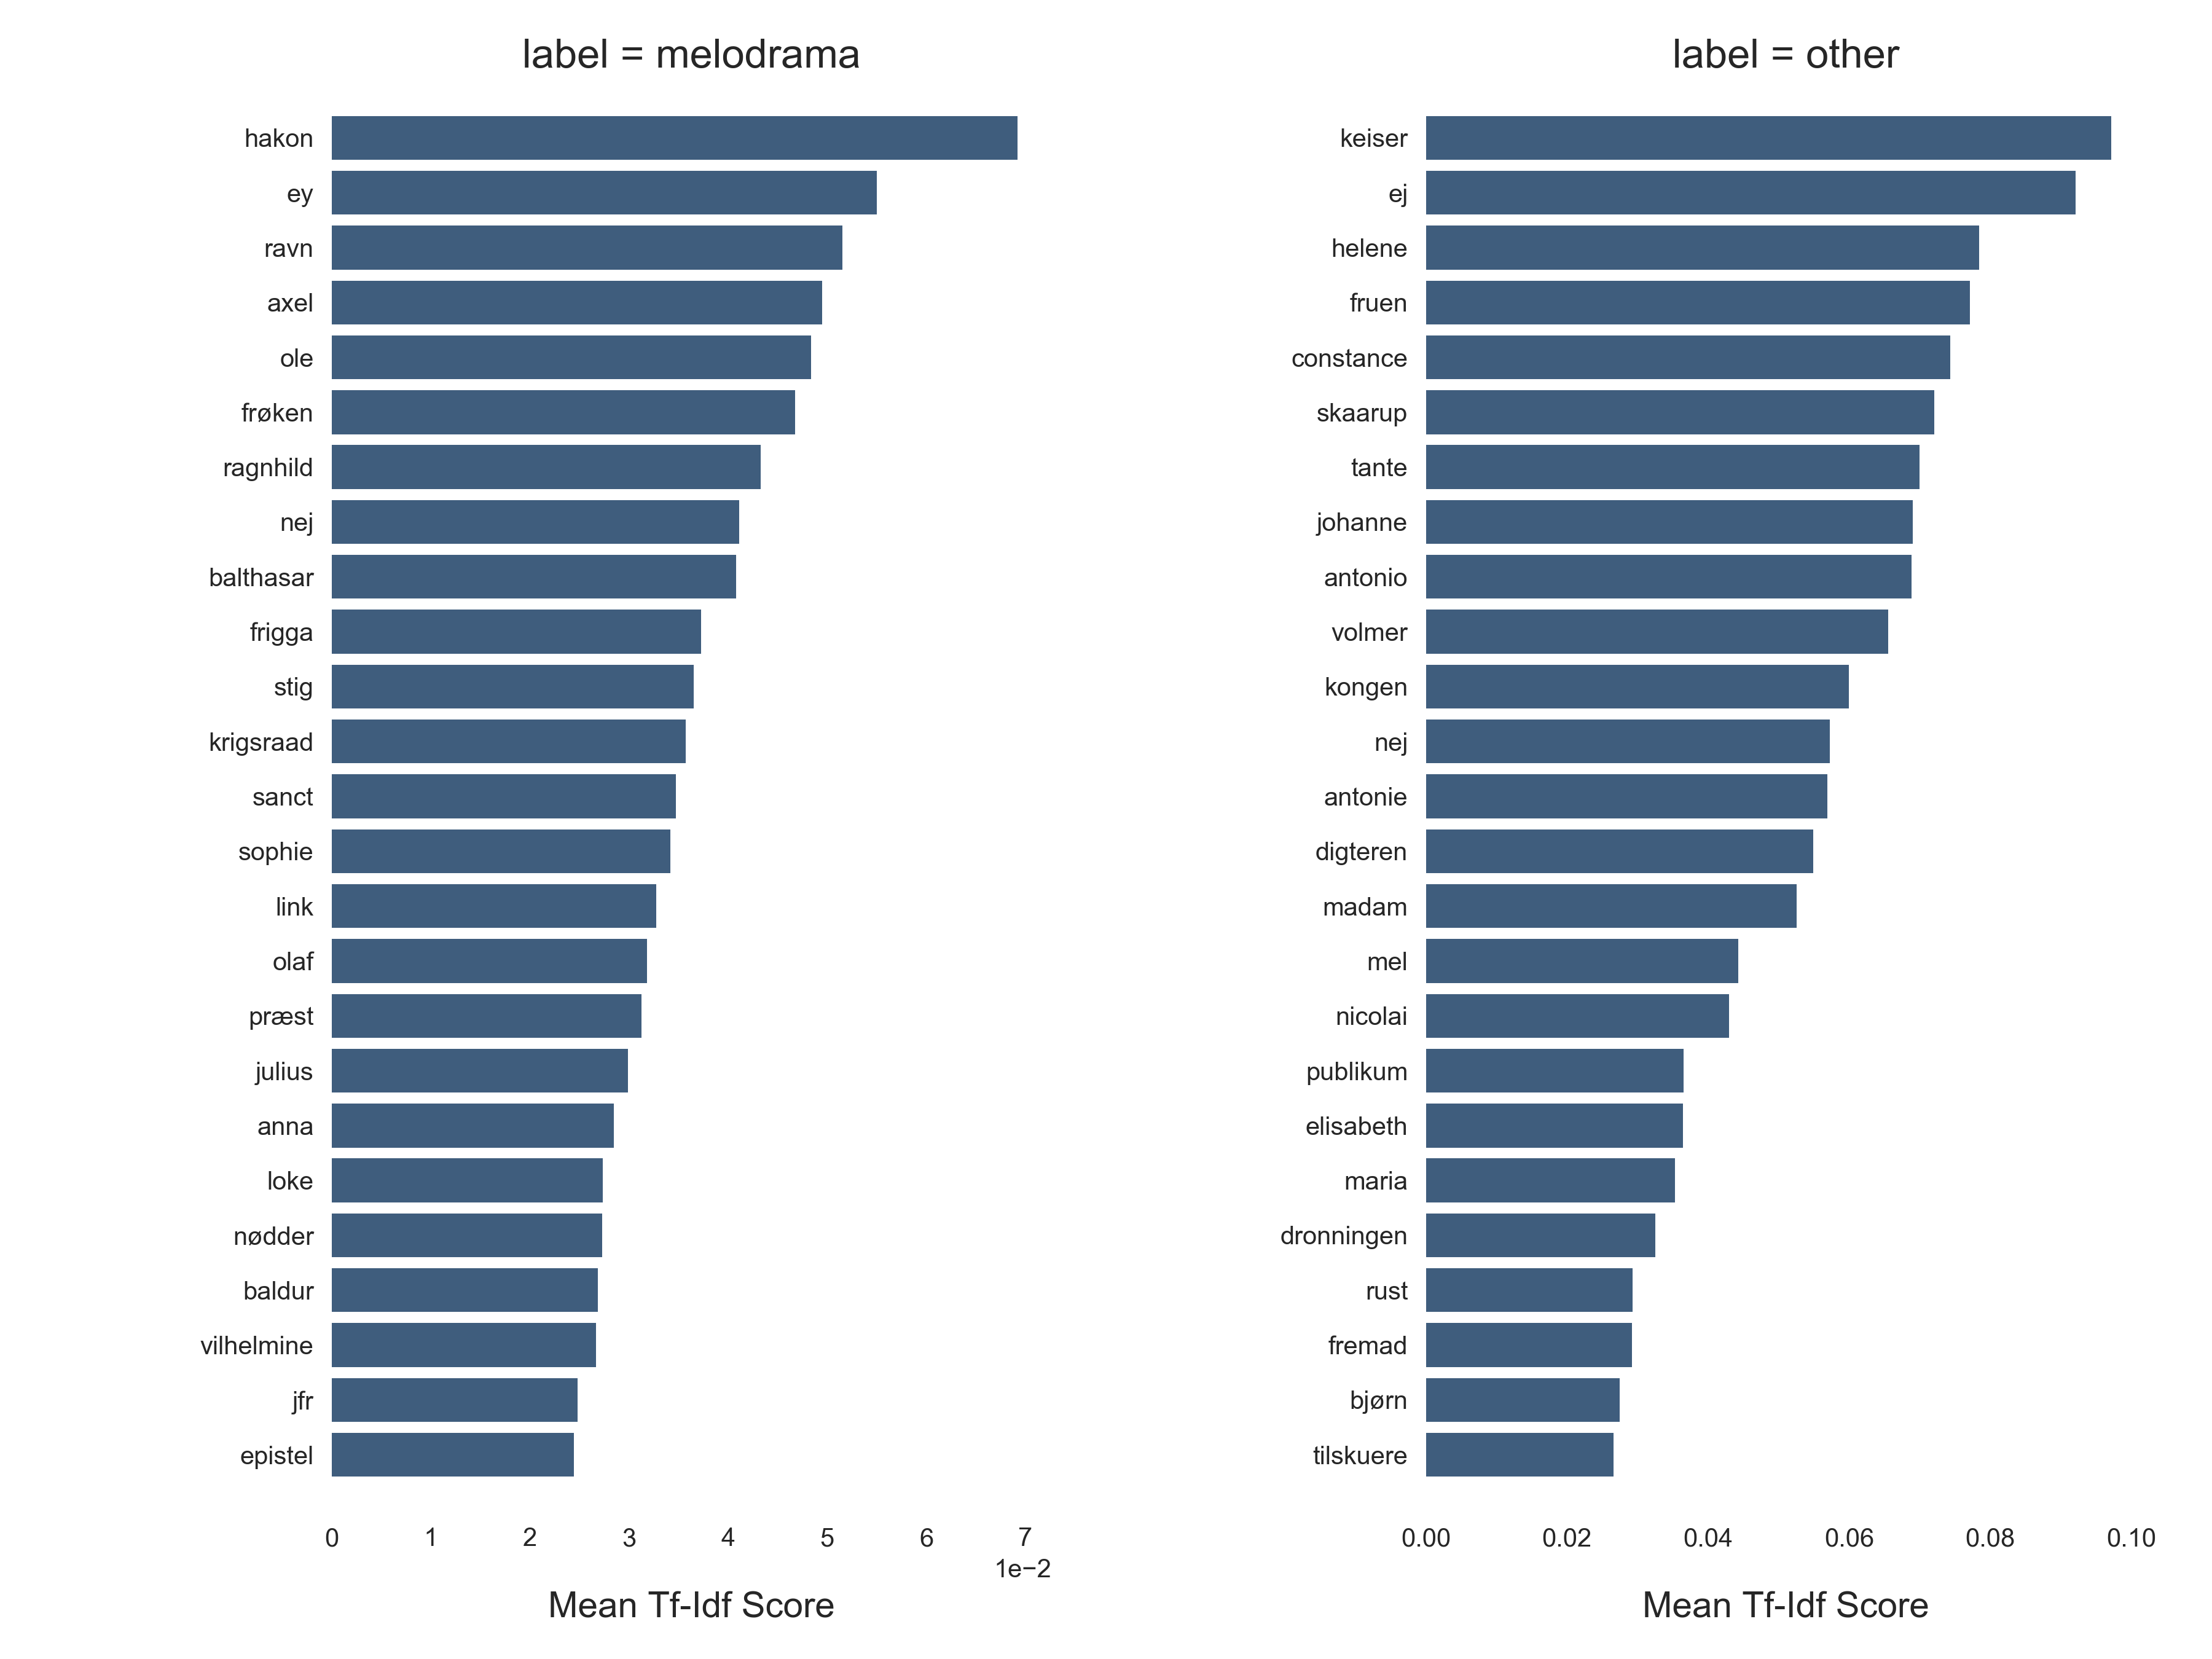 label = melodrama
hakon
ey
ravn
axel
ole
frøken
ragnhild
nej
balthasar
frigga
stig
krigsraad
sanct
sophie
link
olaf
præst
julius
anna
loke
nødder
baldur
vilhelmine
jfr
epistel
0 1 2 3 4 5 6 7
1e−2
Mean Tf-Idf Score
label = other
keiser
ej
helene
fruen
constance
skaarup
tante
johanne
antonio
volmer
kongen
nej
antonie
digteren
madam
mel
nicolai
publikum
elisabeth
maria
dronningen
rust
fremad
bjørn
tilskuere
0.00 0.02 0.04 0.06 0.08 0.10
Mean Tf-Idf Score